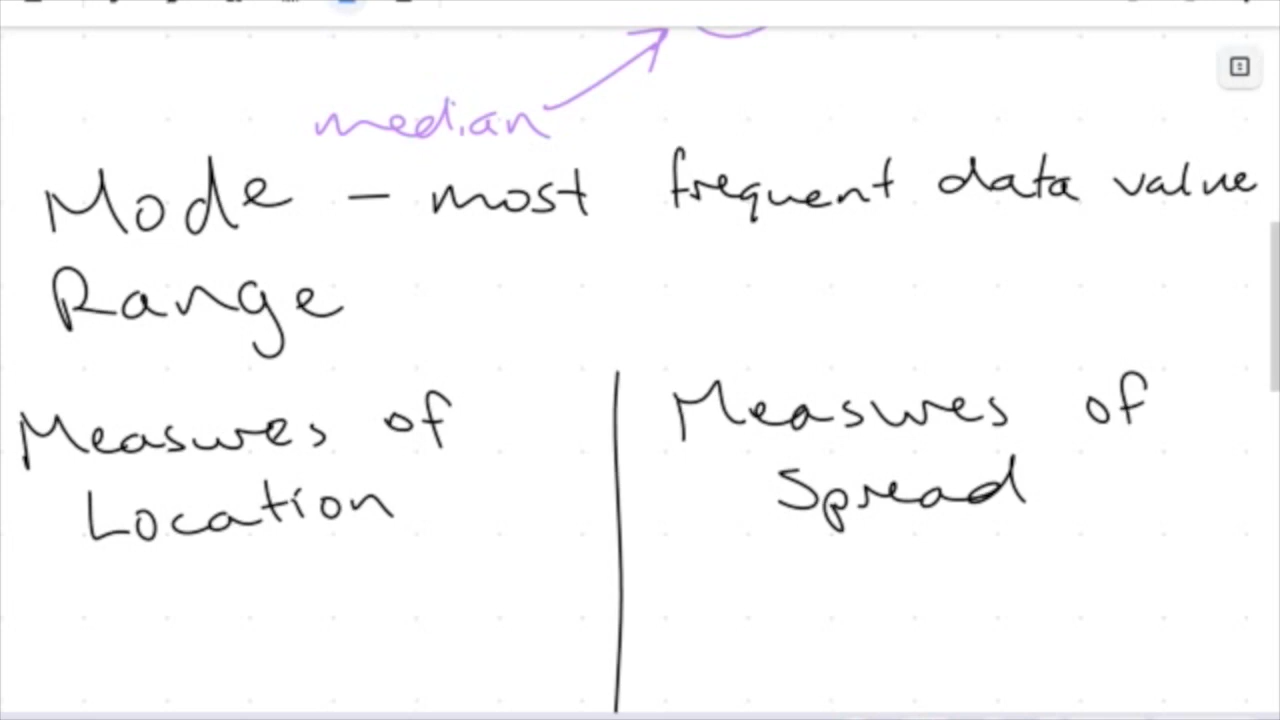 median
Mode - most frequent data value
Range
Measures of Location
Measures of Spread